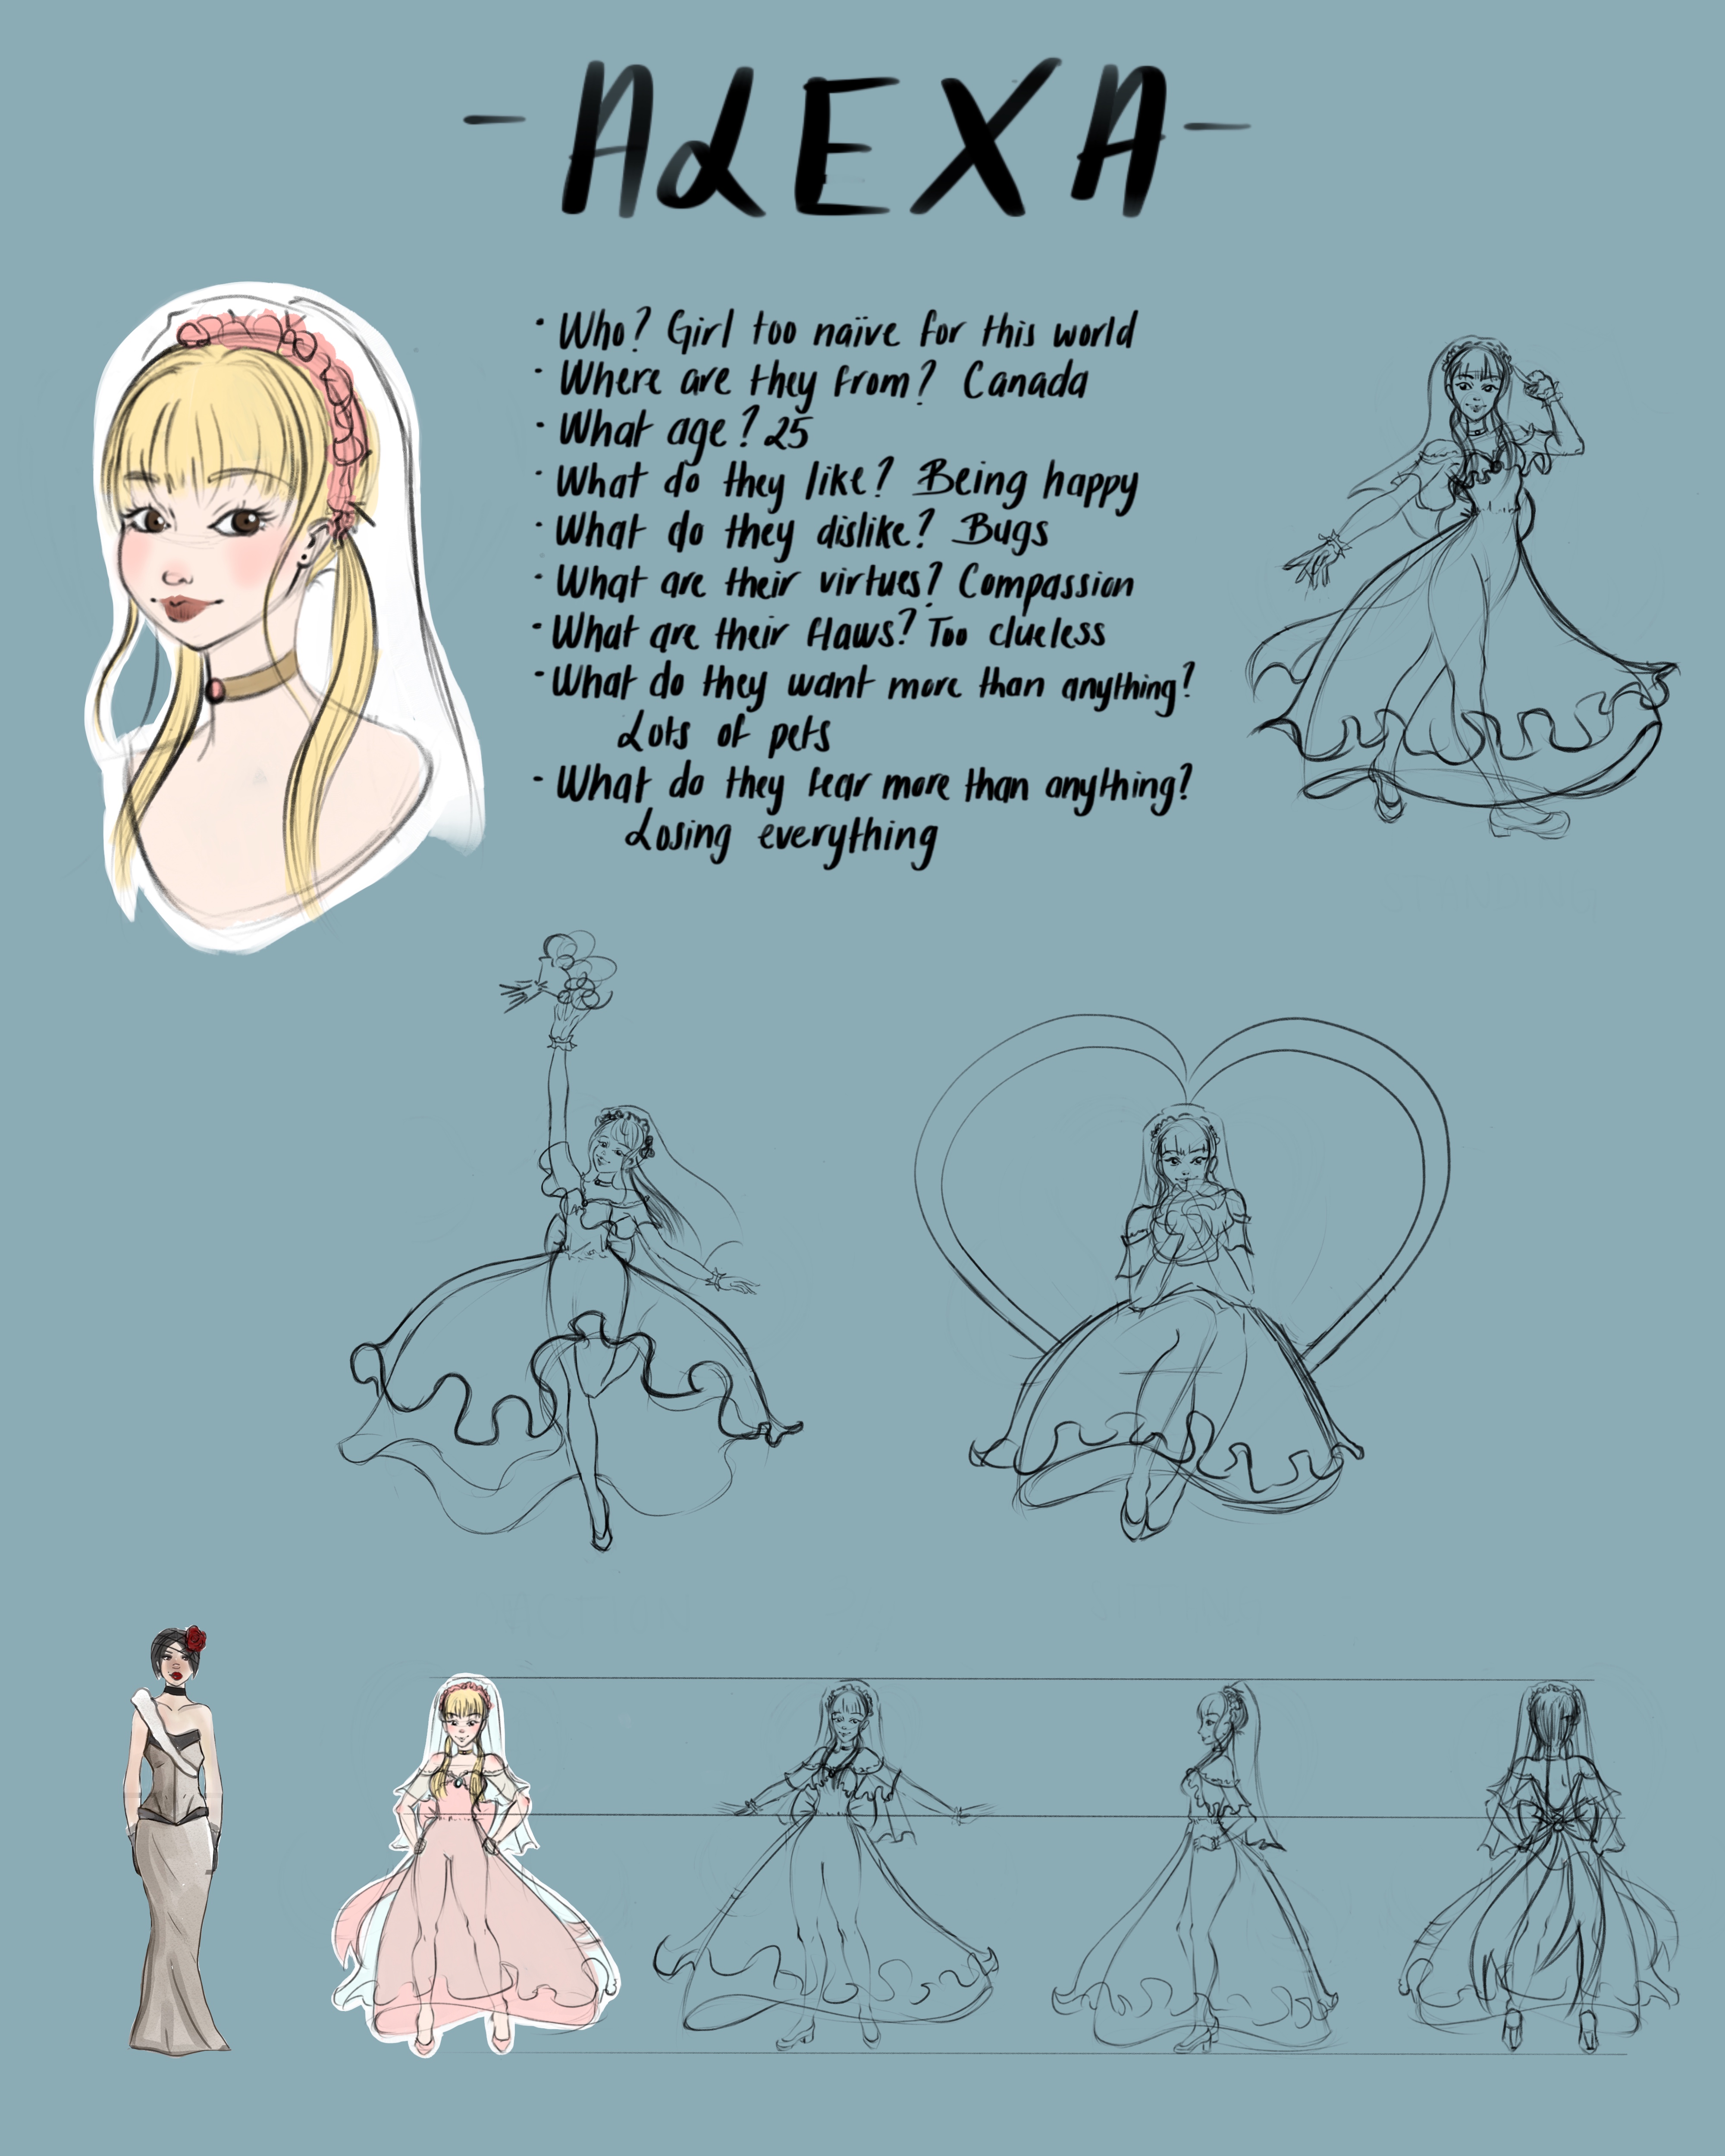 - ALEXA -
· Who? Girl too naïve for this world
· Where are they from? Canada
· What age? 25
· What do they like? Being happy
· What do they dislike? Bugs
· What are their virtues? Compassion
· What are their flaws? Too clueless
· What do they want more than anything?
Lots of pets
· What do they fear more than anything?
Losing everything